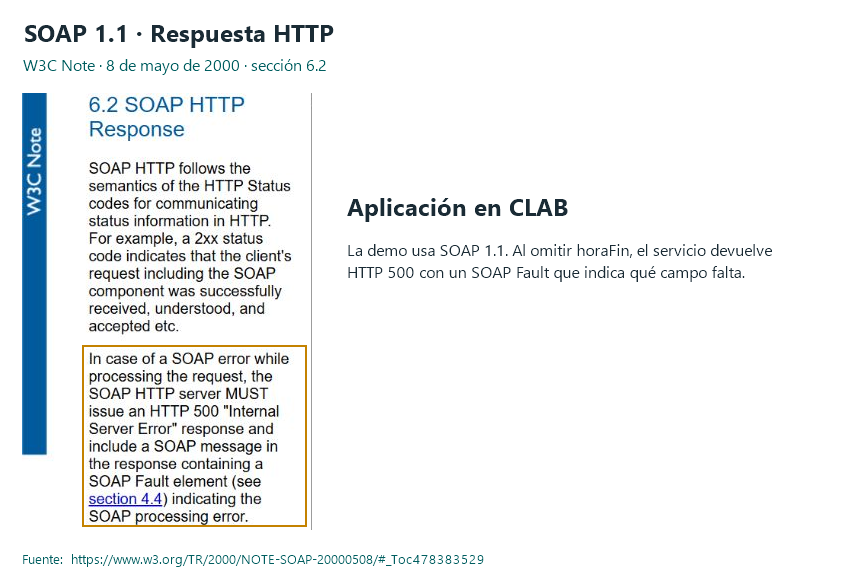 SOAP 1.1 · Respuesta HTTP
W3C Note · 8 de mayo de 2000 · sección 6.2
W3C Note
6.2 SOAP HTTP
Response
SOAP HTTP follows the
semantics of the HTTP Status
codes for communicating
status information in HTTP.
For example, a 2xx status
code indicates that the client's
request including the SOAP
component was successfully
received, understood, and
accepted etc.
In case of a SOAP error while
processing the request, the
SOAP HTTP server MUST
issue an HTTP 500 "Internal
Server Error" response and
include a SOAP message in
the response containing a
SOAP Fault element (see
section 4.4) indicating the
SOAP processing error.
Aplicación en CLAB
La demo usa SOAP 1.1. Al omitir horaFin, el servicio devuelve
HTTP 500 con un SOAP Fault que indica qué campo falta.
Fuente: https://www.w3.org/TR/2000/NOTE-SOAP-20000508/#_Toc478383529